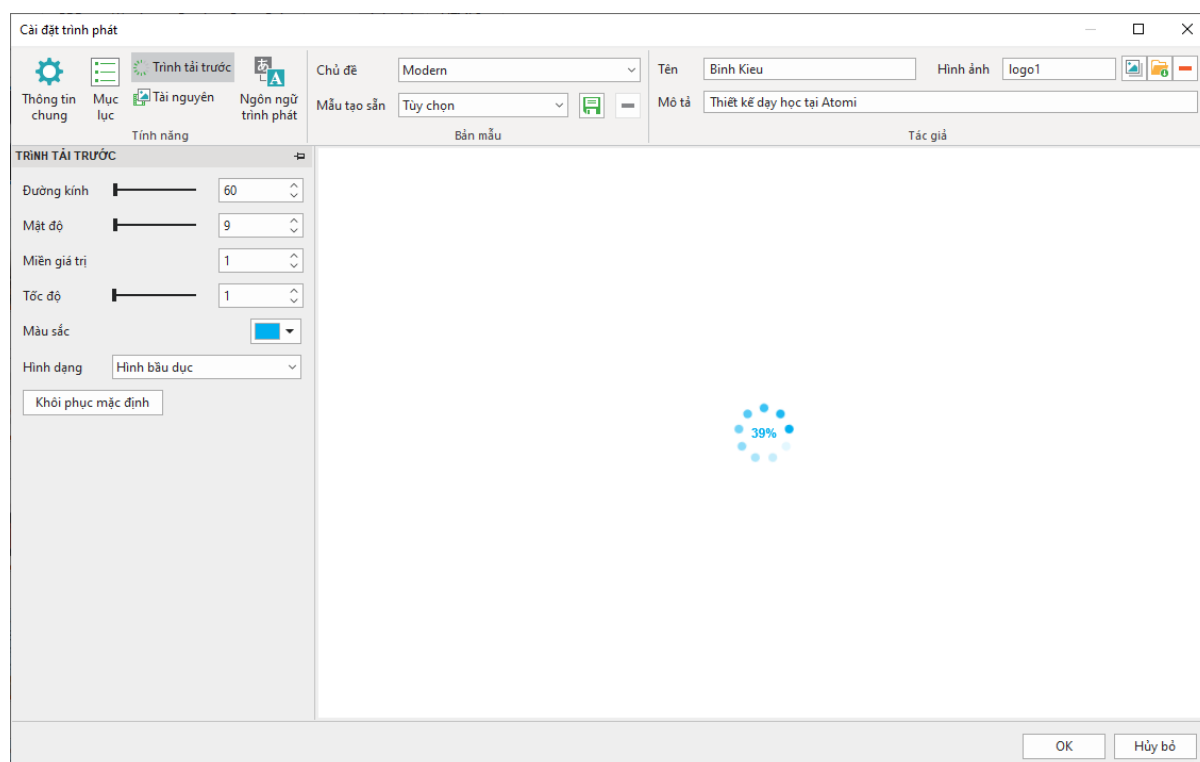 Cài đặt trình phát
Thông tin chung
Mục lục
Trình tải trước
Tài nguyên
Ngôn ngữ trình phát
Tính năng
Chủ đề
Modern
Mẫu tạo sẵn
Tùy chọn
Bản mẫu
Tên
Binh Kieu
Hình ảnh
logo1
Mô tả
Thiết kế dạy học tại Atomi
Tác giả
TRÌNH TẢI TRƯỚC
Đường kính
60
Mật độ
9
Miền giá trị
1
Tốc độ
1
Màu sắc
Hình dạng
Hình bầu dục
Khôi phục mặc định
39%
OK
Hủy bỏ